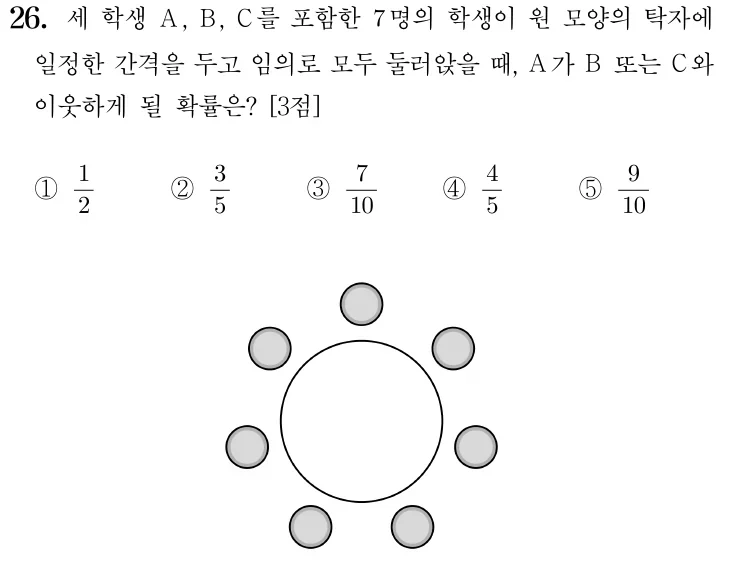 26. 세 학생 A, B, C를 포함한 7명의 학생이 원 모양의 탁자에
일정한 간격을 두고 임의로 모두 둘러앉을 때, A가 B 또는 C와
이웃하게 될 확률은? [3점]
① 1/2 ② 3/5 ③ 7/10 ④ 4/5 ⑤ 9/10